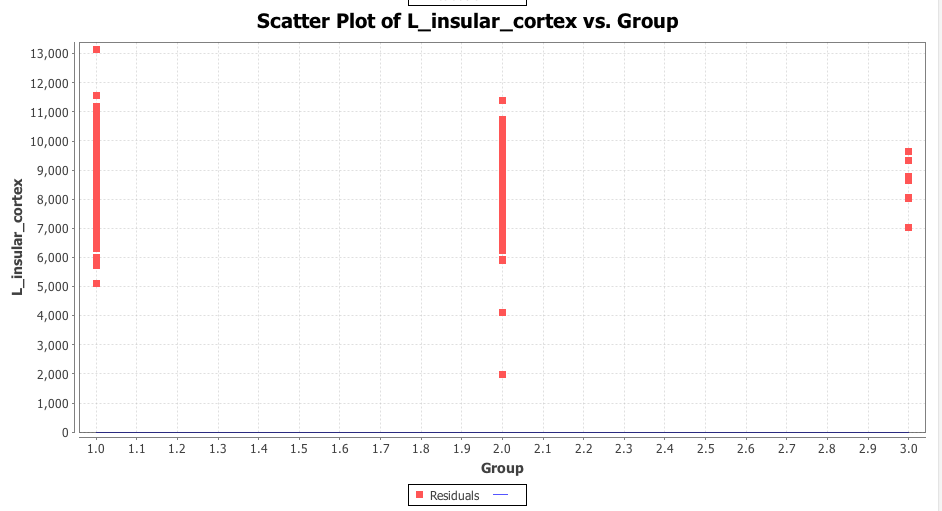 Scatter Plot of L_insular_cortex vs. Group
L_insular_cortex
13,000
12,000
11,000
10,000
9,000
8,000
7,000
6,000
5,000
4,000
3,000
2,000
1,000
0
1.0 1.1 1.2 1.3 1.4 1.5 1.6 1.7 1.8 1.9 2.0 2.1 2.2 2.3 2.4 2.5 2.6 2.7 2.8 2.9 3.0
Group
Residuals